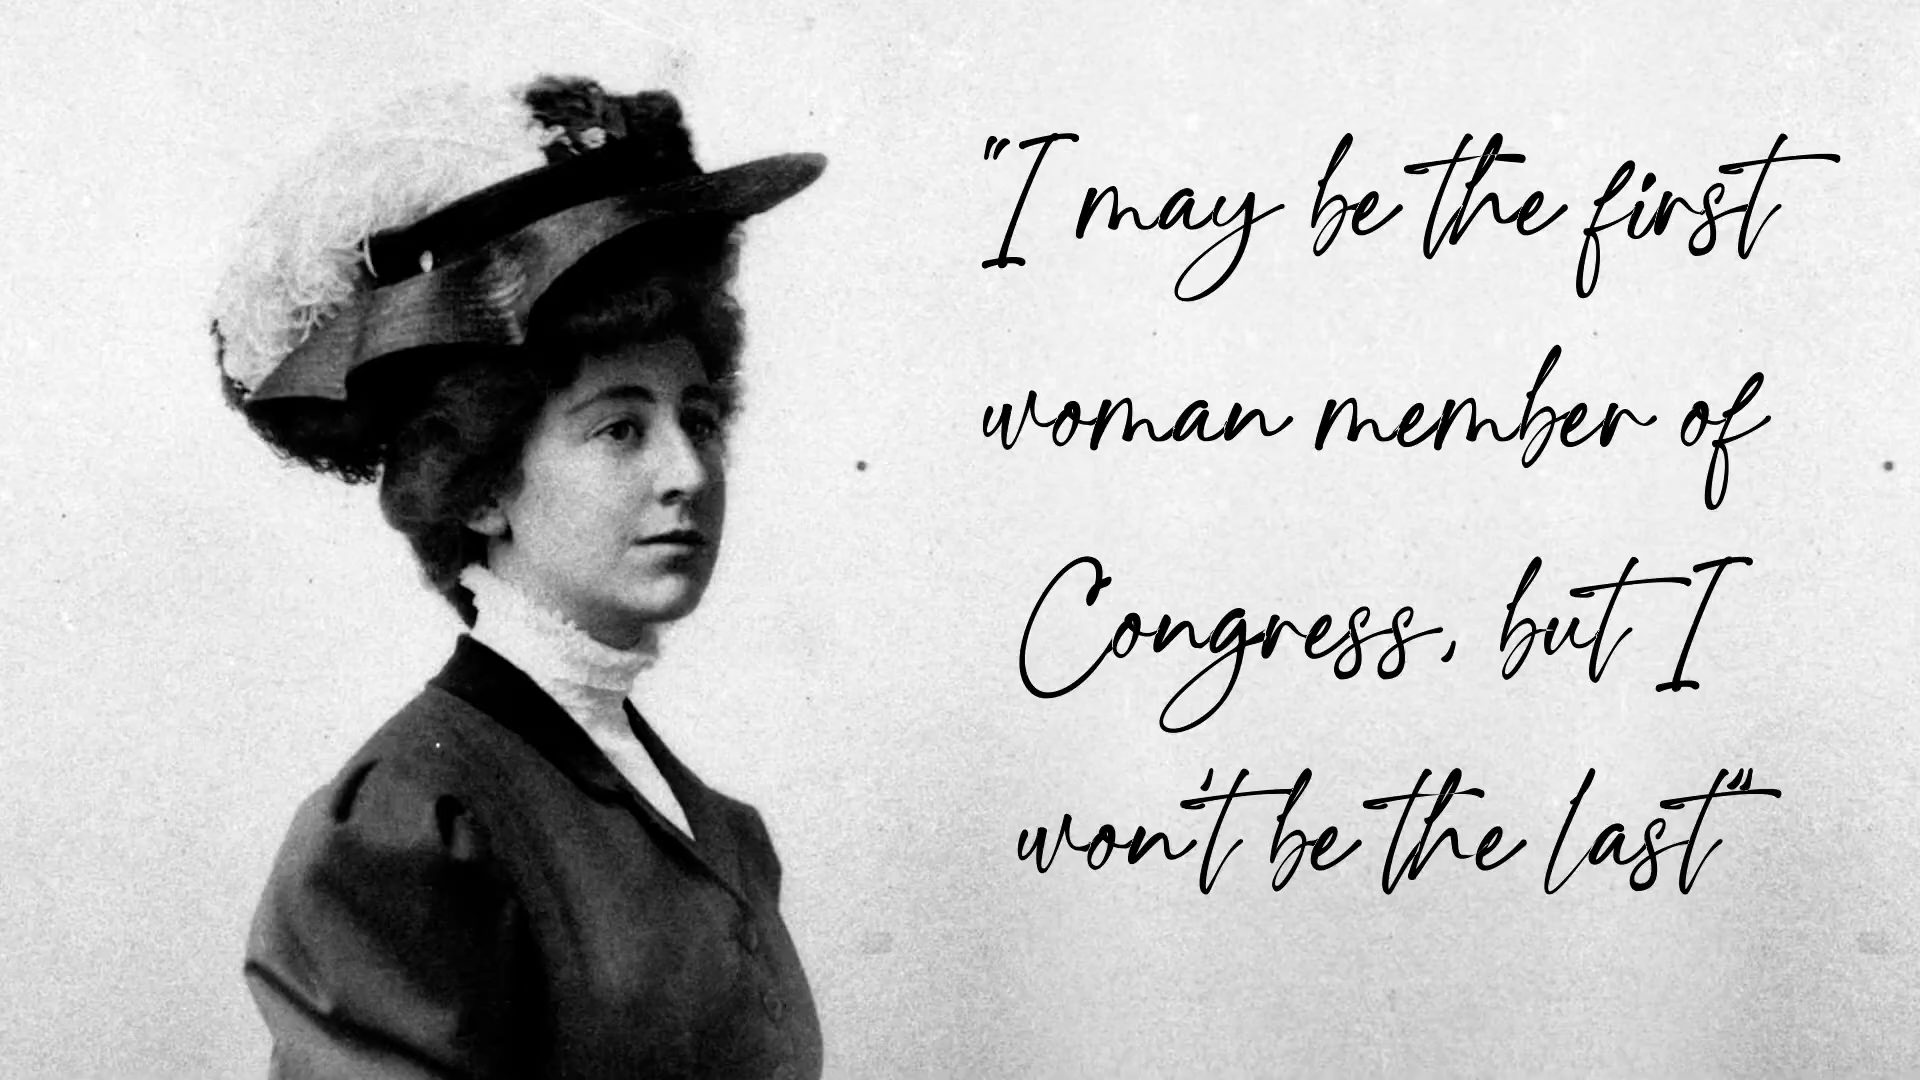 "I may be the first
woman member of
Congress, but I
won't be the last"